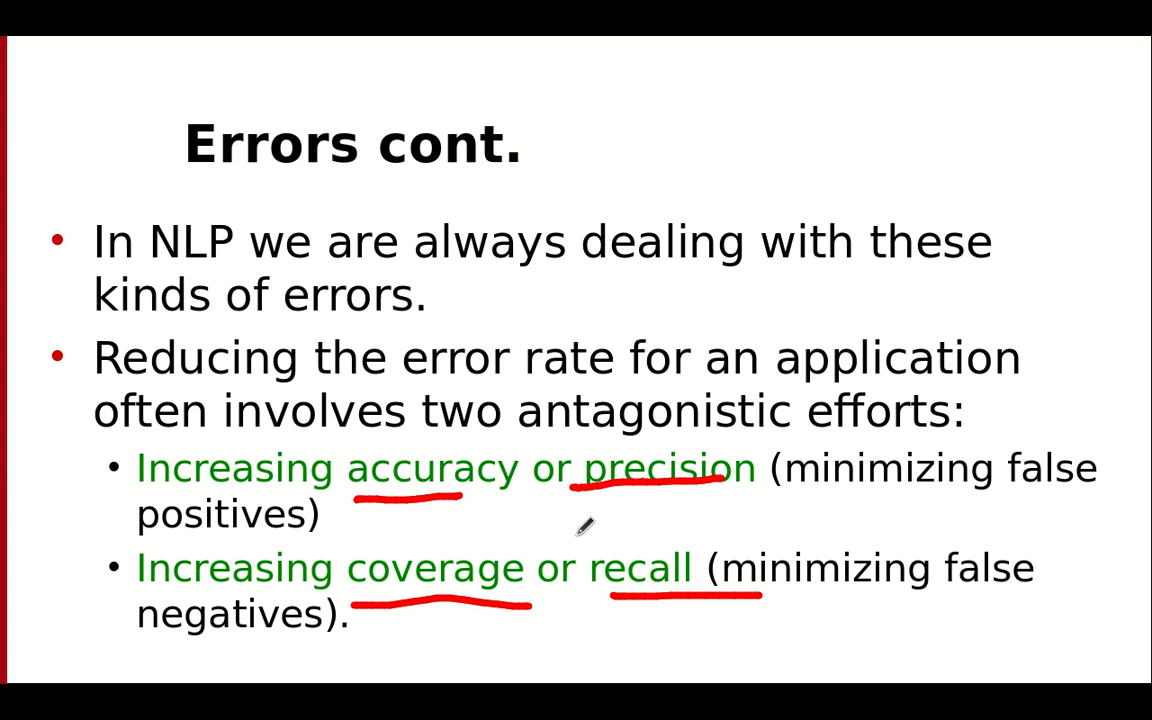 Errors cont.
• In NLP we are always dealing with these
kinds of errors.
• Reducing the error rate for an application
often involves two antagonistic efforts:
• Increasing accuracy or precision (minimizing false
positives)
• Increasing coverage or recall (minimizing false
negatives).